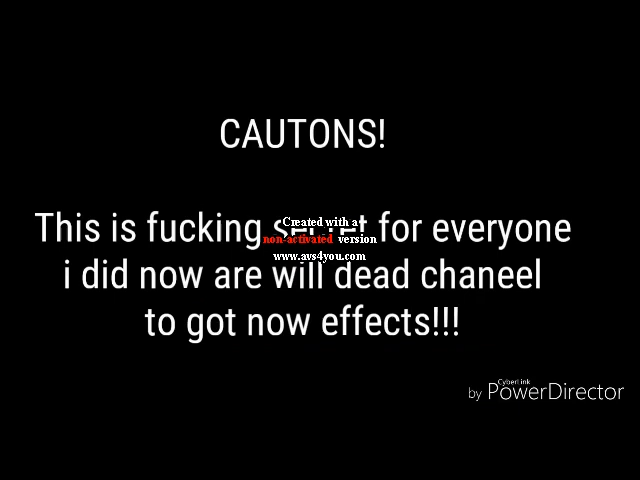 CAUTONS!
This is fucking secret for everyone
Created with a
non-activated version
www.avs4you.com
i did now are will dead chaneel
to got now effects!!!
CyberLink
by PowerDirector